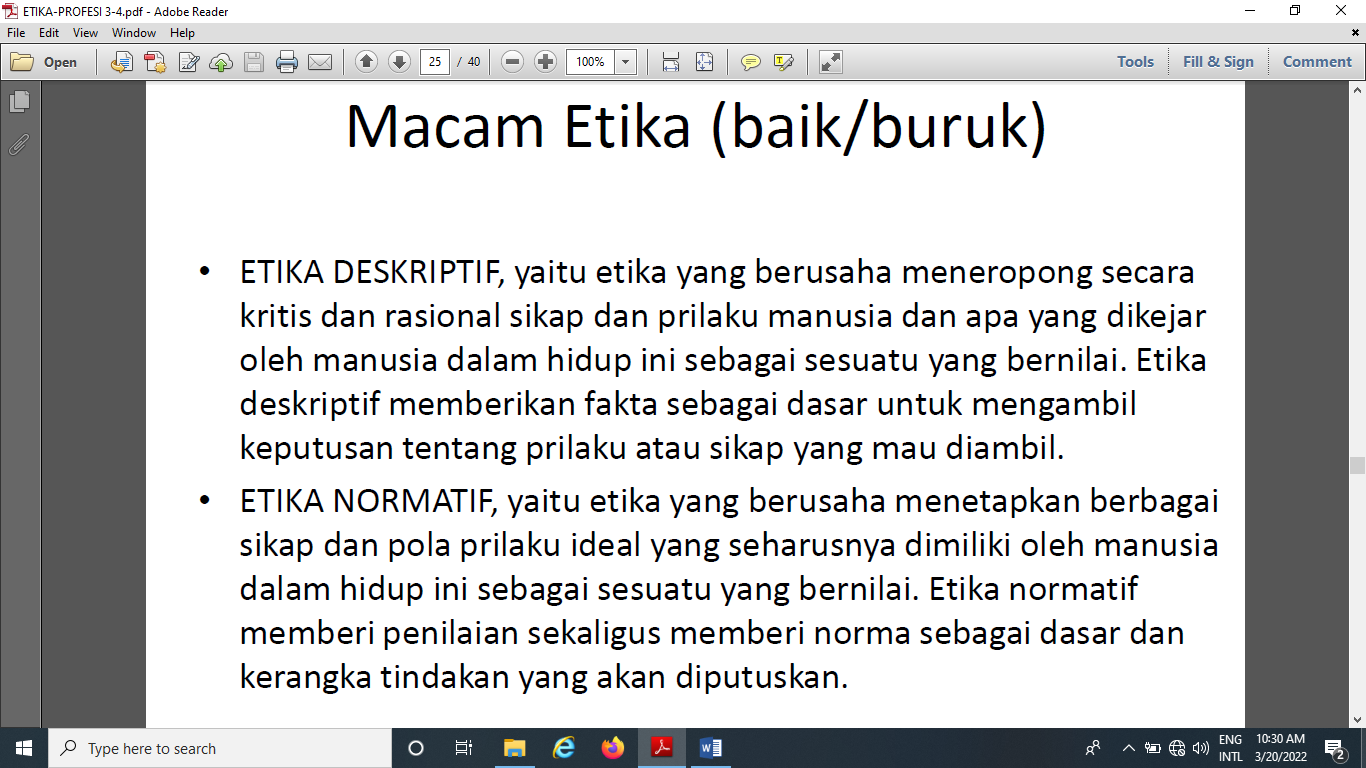 ETIKA-PROFESI 3-4.pdf - Adobe Reader
File Edit View Window Help
Open 25 / 40 100% Tools Fill & Sign Comment
Macam Etika (baik/buruk)
• ETIKA DESKRIPTIF, yaitu etika yang berusaha meneropong secara
kritis dan rasional sikap dan prilaku manusia dan apa yang dikejar
oleh manusia dalam hidup ini sebagai sesuatu yang bernilai. Etika
deskriptif memberikan fakta sebagai dasar untuk mengambil
keputusan tentang prilaku atau sikap yang mau diambil.
• ETIKA NORMATIF, yaitu etika yang berusaha menetapkan berbagai
sikap dan pola prilaku ideal yang seharusnya dimiliki oleh manusia
dalam hidup ini sebagai sesuatu yang bernilai. Etika normatif
memberi penilaian sekaligus memberi norma sebagai dasar dan
kerangka tindakan yang akan diputuskan.
Type here to search
ENG 10:30 AM
INTL 3/20/2022 2